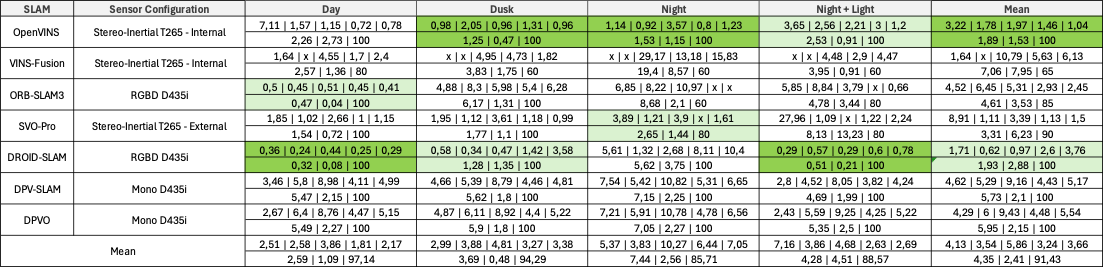 SLAM Sensor Configuration Day Dusk Night Night + Light Mean
OpenVINS Stereo-Inertial T265 - Internal
7,11 | 1,57 | 1,15 | 0,72 | 0,78 0,98 | 2,05 | 0,96 | 1,31 | 0,96 1,14 | 0,92 | 3,57 | 0,8 | 1,23 3,65 | 2,56 | 2,21 | 3 | 1,2 3,22 | 1,78 | 1,97 | 1,46 | 1,04
2,26 | 2,73 | 100 1,25 | 0,47 | 100 1,53 | 1,15 | 100 2,53 | 0,91 | 100 1,89 | 1,53 | 100
VINS-Fusion Stereo-Inertial T265 - Internal
1,64 | x | 4,55 | 1,7 | 2,4 x | x | 4,95 | 4,73 | 1,82 x | x | 29,17 | 13,18 | 15,83 x | x | 4,48 | 2,9 | 4,47 1,64 | x | 10,79 | 5,63 | 6,13
2,57 | 1,36 | 80 3,83 | 1,75 | 60 19,4 | 8,57 | 60 3,95 | 0,91 | 60 7,06 | 7,95 | 65
ORB-SLAM3 RGBD D435i
0,5 | 0,45 | 0,51 | 0,45 | 0,41 4,88 | 8,3 | 5,98 | 5,4 | 6,28 6,85 | 8,22 | 10,97 | x | x 5,85 | 8,84 | 3,79 | x | 0,66 4,52 | 6,45 | 5,31 | 2,93 | 2,45
0,47 | 0,04 | 100 6,17 | 1,31 | 100 8,68 | 2,1 | 60 4,78 | 3,44 | 80 4,61 | 3,53 | 85
SVO-Pro Stereo-Inertial T265 - External
1,85 | 1,02 | 2,66 | 1 | 1,15 1,95 | 1,12 | 3,61 | 1,18 | 0,99 3,89 | 1,21 | 3,9 | x | 1,61 27,96 | 1,09 | x | 1,22 | 2,24 8,91 | 1,11 | 3,39 | 1,13 | 1,5
1,54 | 0,72 | 100 1,77 | 1,1 | 100 2,65 | 1,44 | 80 8,13 | 13,23 | 80 3,31 | 6,23 | 90
DROID-SLAM RGBD D435i
0,36 | 0,24 | 0,44 | 0,25 | 0,29 0,58 | 0,34 | 0,47 | 1,42 | 3,58 5,61 | 1,32 | 2,68 | 8,11 | 10,4 0,29 | 0,57 | 0,29 | 0,6 | 0,78 1,71 | 0,62 | 0,97 | 2,6 | 3,76
0,32 | 0,08 | 100 1,28 | 1,35 | 100 5,62 | 3,75 | 100 0,51 | 0,21 | 100 1,93 | 2,88 | 100
DPV-SLAM Mono D435i
3,46 | 5,8 | 8,98 | 4,11 | 4,99 4,66 | 5,39 | 8,79 | 4,46 | 4,81 7,54 | 5,42 | 10,82 | 5,31 | 6,65 2,8 | 4,52 | 8,05 | 3,82 | 4,24 4,62 | 5,29 | 9,16 | 4,43 | 5,17
5,47 | 2,15 | 100 5,62 | 1,8 | 100 7,15 | 2,25 | 100 4,69 | 1,99 | 100 5,73 | 2,1 | 100
DPVO Mono D435i
2,67 | 6,4 | 8,76 | 4,47 | 5,15 4,87 | 6,11 | 8,92 | 4,4 | 5,22 7,21 | 5,91 | 10,78 | 4,78 | 6,56 2,43 | 5,59 | 9,25 | 4,25 | 5,22 4,29 | 6 | 9,43 | 4,48 | 5,54
5,49 | 2,27 | 100 5,9 | 1,8 | 100 7,05 | 2,27 | 100 5,35 | 2,5 | 100 5,95 | 2,15 | 100
Mean
2,51 | 2,58 | 3,86 | 1,81 | 2,17 2,99 | 3,88 | 4,81 | 3,27 | 3,38 5,37 | 3,83 | 10,27 | 6,44 | 7,05 7,16 | 3,86 | 4,68 | 2,63 | 2,69 4,13 | 3,54 | 5,86 | 3,24 | 3,66
2,59 | 1,09 | 97,14 3,69 | 0,48 | 94,29 7,44 | 2,56 | 85,71 4,28 | 4,51 | 88,57 4,35 | 2,41 | 91,43